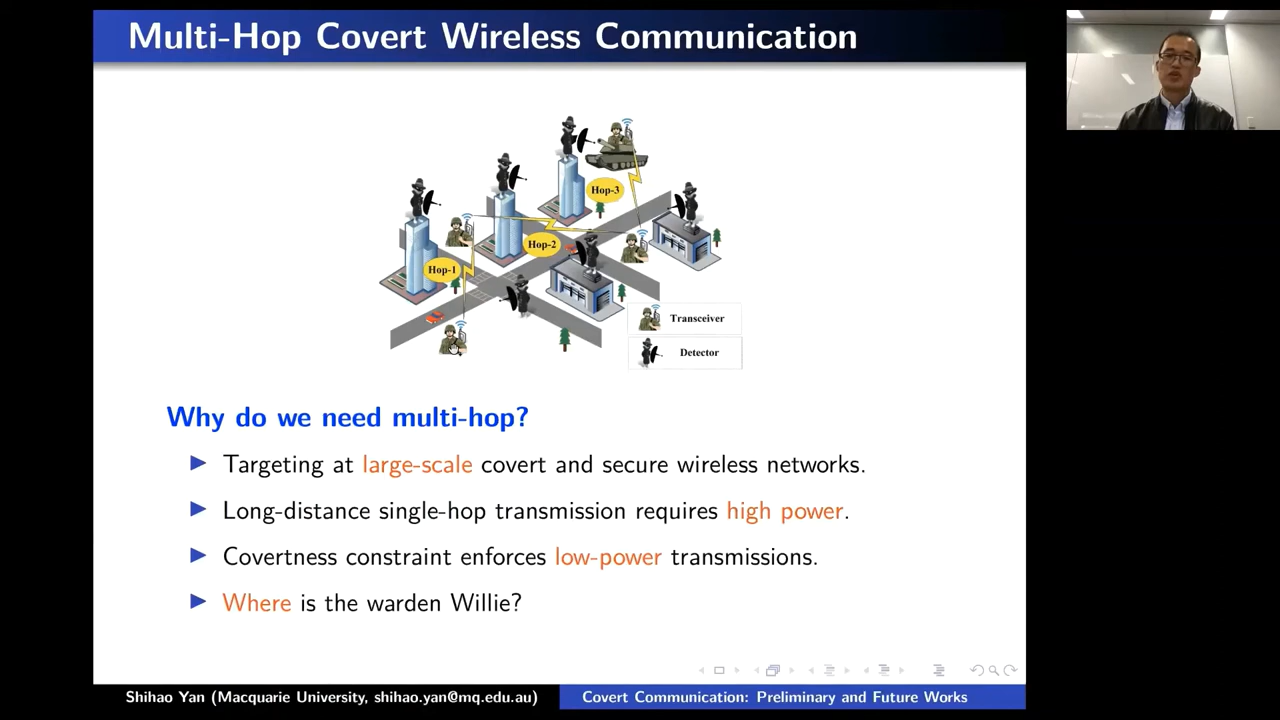 Multi-Hop Covert Wireless Communication
Hop-3
Hop-2
Hop-1
Transceiver
Detector
Why do we need multi-hop?
Targeting at large-scale covert and secure wireless networks.
Long-distance single-hop transmission requires high power.
Covertness constraint enforces low-power transmissions.
Where is the warden Willie?
Shihao Yan (Macquarie University, shihao.yan@mq.edu.au)
Covert Communication: Preliminary and Future Works